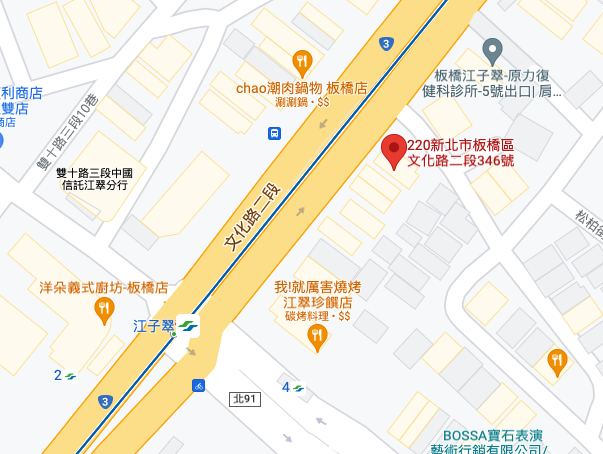 3
chao潮肉鍋物 板橋店
涮涮鍋・$$
板橋江子翠-原力復
健科診所-5號出口| 肩...
利商店
雙店
商店
雙十路三段10巷
220新北市板橋區
文化路二段346號
雙十路三段中國
信託江翠分行
文化路二段
松柏街
洋朵義式廚坊-板橋店
我!就厲害燒烤
江翠珍饌店
碳烤料理・$$
江子翠
2
4
3
北91
BOSSA寶石表演
藝術行銷有限公司/